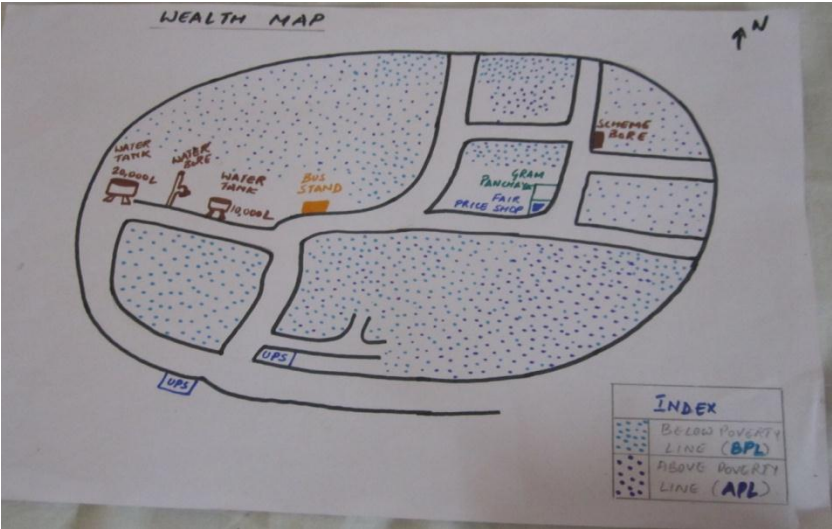 WEALTH MAP
N
WATER
TANK
20,000L
WATER
BORE
WATER
TANK
10,000L
BUS
STAND
SCHEME
BORE
GRAM
PANCHAYAT
FAIR
PRICE SHOP
UPS
UPS
INDEX
BELOW POVERTY
LINE (BPL)
ABOVE POVERTY
LINE (APL)